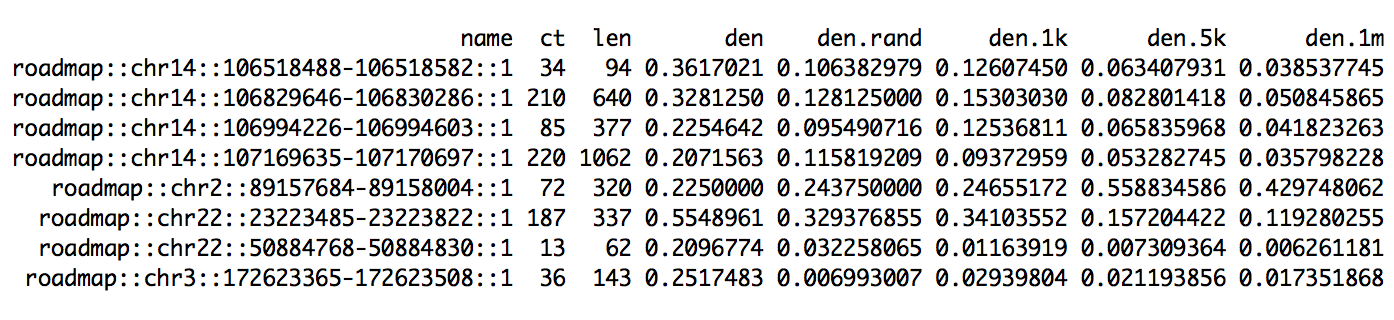 name ct len den den.rand den.1k den.5k den.1m
roadmap::chr14::106518488-106518582::1 34 94 0.3617021 0.106382979 0.12607450 0.063407931 0.038537745
roadmap::chr14::106829646-106830286::1 210 640 0.3281250 0.128125000 0.15303030 0.082801418 0.050845865
roadmap::chr14::106994226-106994603::1 85 377 0.2254642 0.095490716 0.12536811 0.065835968 0.041823263
roadmap::chr14::107169635-107170697::1 220 1062 0.2071563 0.115819209 0.09372959 0.053282745 0.035798228
roadmap::chr2::89157684-89158004::1 72 320 0.2250000 0.243750000 0.24655172 0.558834586 0.429748062
roadmap::chr22::23223485-23223822::1 187 337 0.5548961 0.329376855 0.34103552 0.157204422 0.119280255
roadmap::chr22::50884768-50884830::1 13 62 0.2096774 0.032258065 0.01163919 0.007309364 0.006261181
roadmap::chr3::172623365-172623508::1 36 143 0.2517483 0.006993007 0.02939804 0.021193856 0.017351868